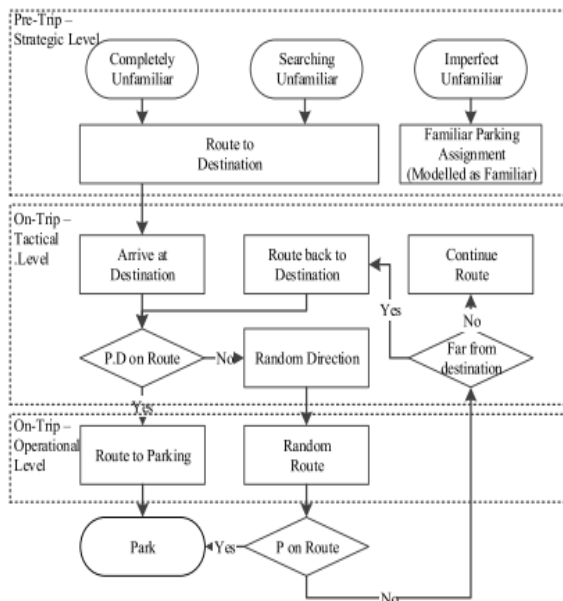 Pre-Trip –
Strategic Level
Completely
Unfamiliar
Searching
Unfamiliar
Imperfect
Unfamiliar
Route to
Destination
Familiar Parking
Assignment
(Modelled as Familiar)
On-Trip –
Tactical
.Level
Arrive at
Destination
Route back to
Destination
Continue
Route
Yes
No
P.D on Route
No
Random Direction
Far from
destination
Yes
On-Trip –
Operational
Level
Route to Parking
Random
Route
Park
Yes
P on Route
No